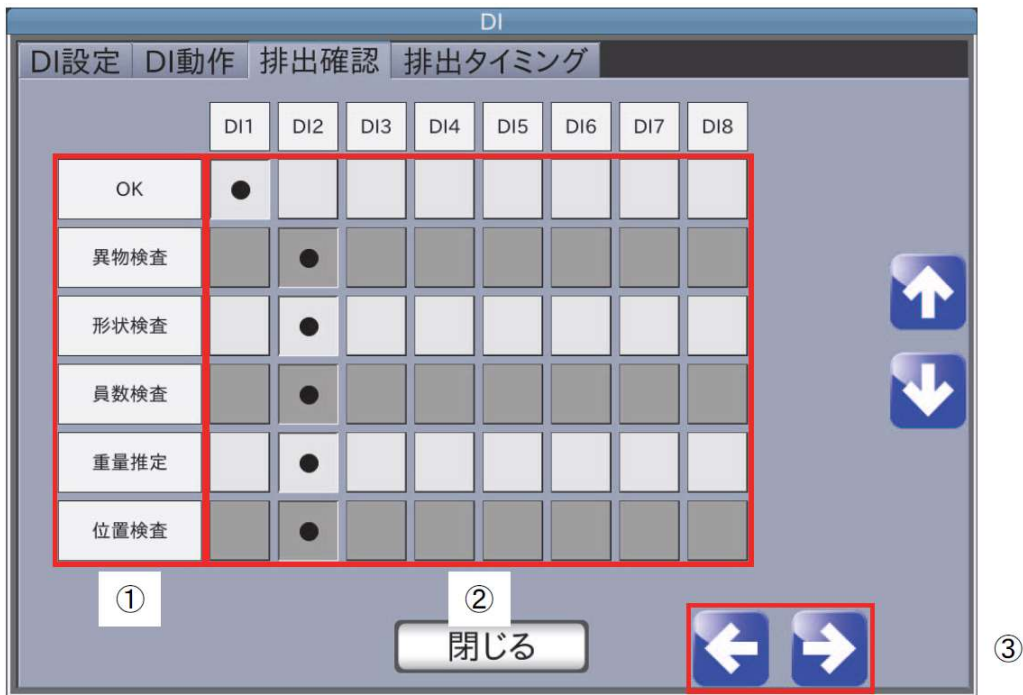 DI
DI設定 DI動作 排出確認 排出タイミング
DI1 DI2 DI3 DI4 DI5 DI6 DI7 DI8
OK
異物検査
形状検査
員数検査
重量推定
位置検査
① ②
閉じる
③